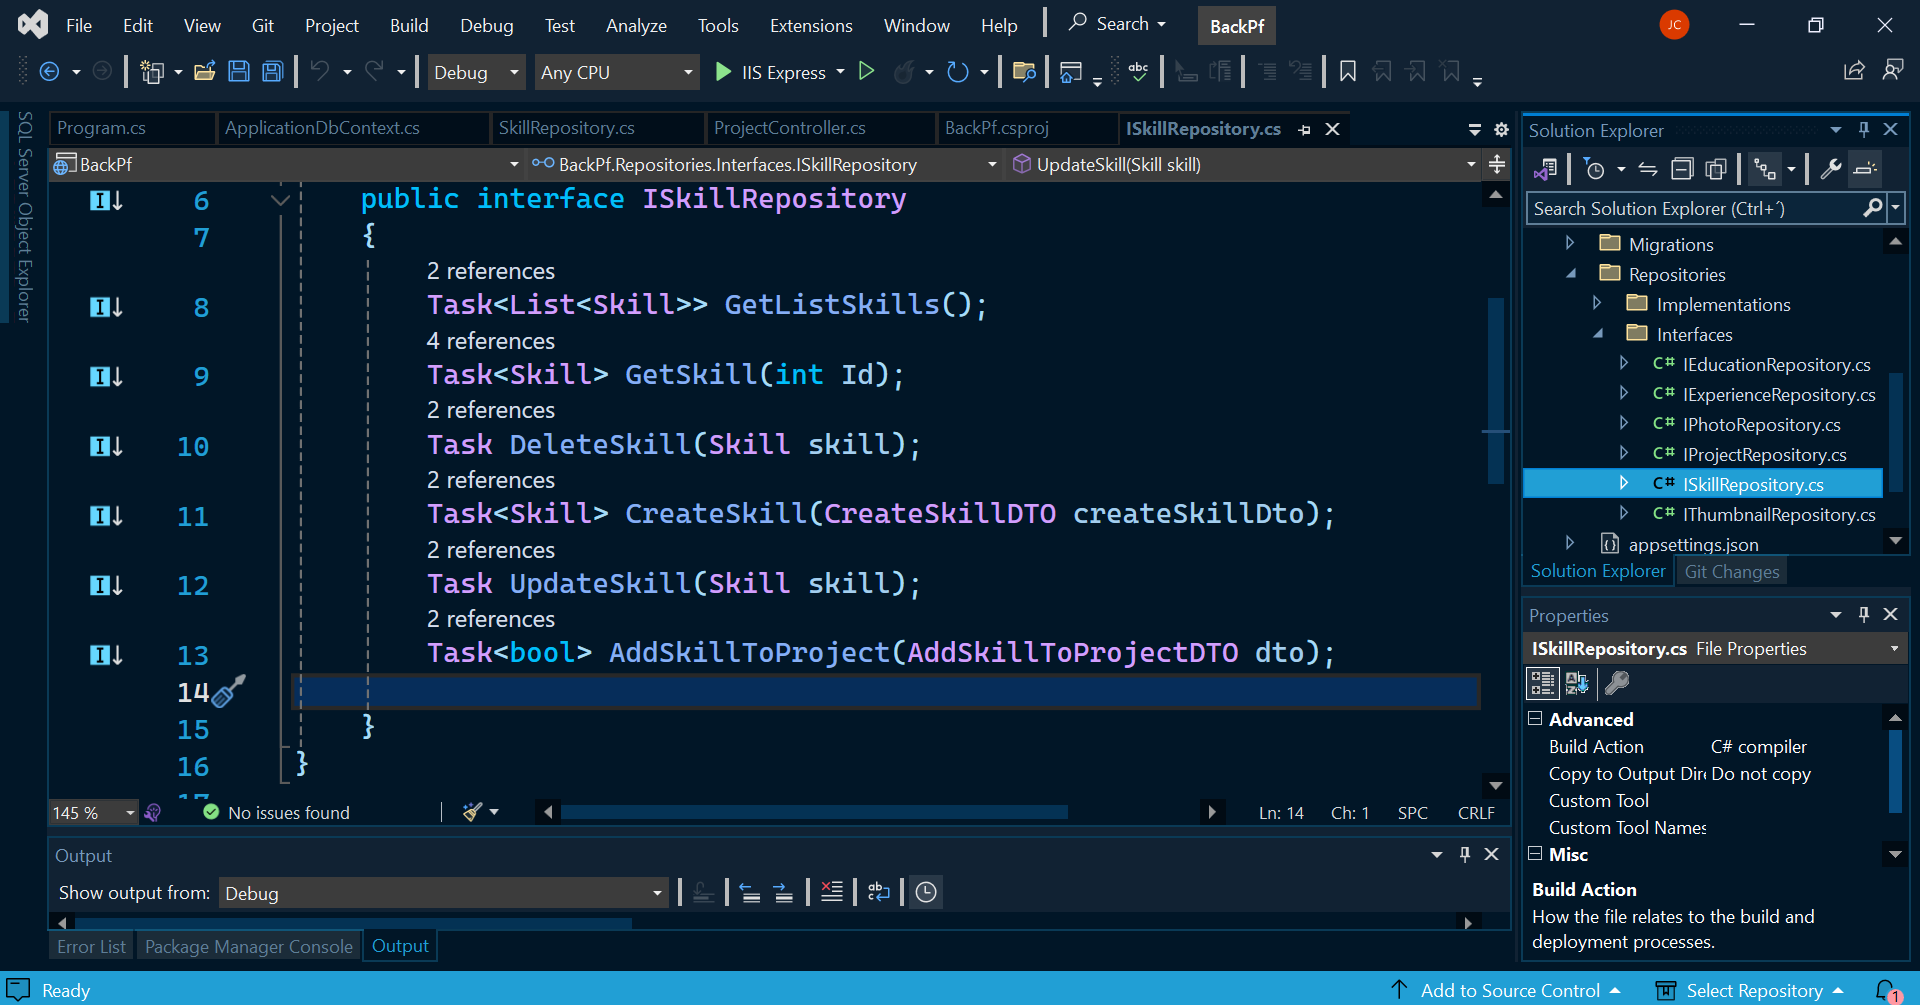 File Edit View Git Project Build Debug Test Analyze Tools Extensions Window Help Search BackPf JC
Debug Any CPU IIS Express
SQL Server Object Explorer
Program.cs ApplicationDbContext.cs SkillRepository.cs ProjectController.cs BackPf.csproj ISkillRepository.cs
BackPf BackPf.Repositories.Interfaces.ISkillRepository UpdateSkill(Skill skill)
6 public interface ISkillRepository
7 {
2 references
8 Task<List<Skill>> GetListSkills();
4 references
9 Task<Skill> GetSkill(int Id);
2 references
10 Task DeleteSkill(Skill skill);
2 references
11 Task<Skill> CreateSkill(CreateSkillDTO createSkillDto);
2 references
12 Task UpdateSkill(Skill skill);
2 references
13 Task<bool> AddSkillToProject(AddSkillToProjectDTO dto);
14
15 }
16 }
17
145 % No issues found Ln: 14 Ch: 1 SPC CRLF
Output
Show output from: Debug
Error List Package Manager Console Output
Solution Explorer
Search Solution Explorer (Ctrl+´)
Migrations
Repositories
Implementations
Interfaces
C# IEducationRepository.cs
C# IExperienceRepository.cs
C# IPhotoRepository.cs
C# IProjectRepository.cs
C# ISkillRepository.cs
C# IThumbnailRepository.cs
appsettings.json
Solution Explorer Git Changes
Properties
ISkillRepository.cs File Properties
Advanced
Build Action C# compiler
Copy to Output Dir Do not copy
Custom Tool
Custom Tool Names
Misc
Build Action
How the file relates to the build and
deployment processes.
Ready Add to Source Control Select Repository 1